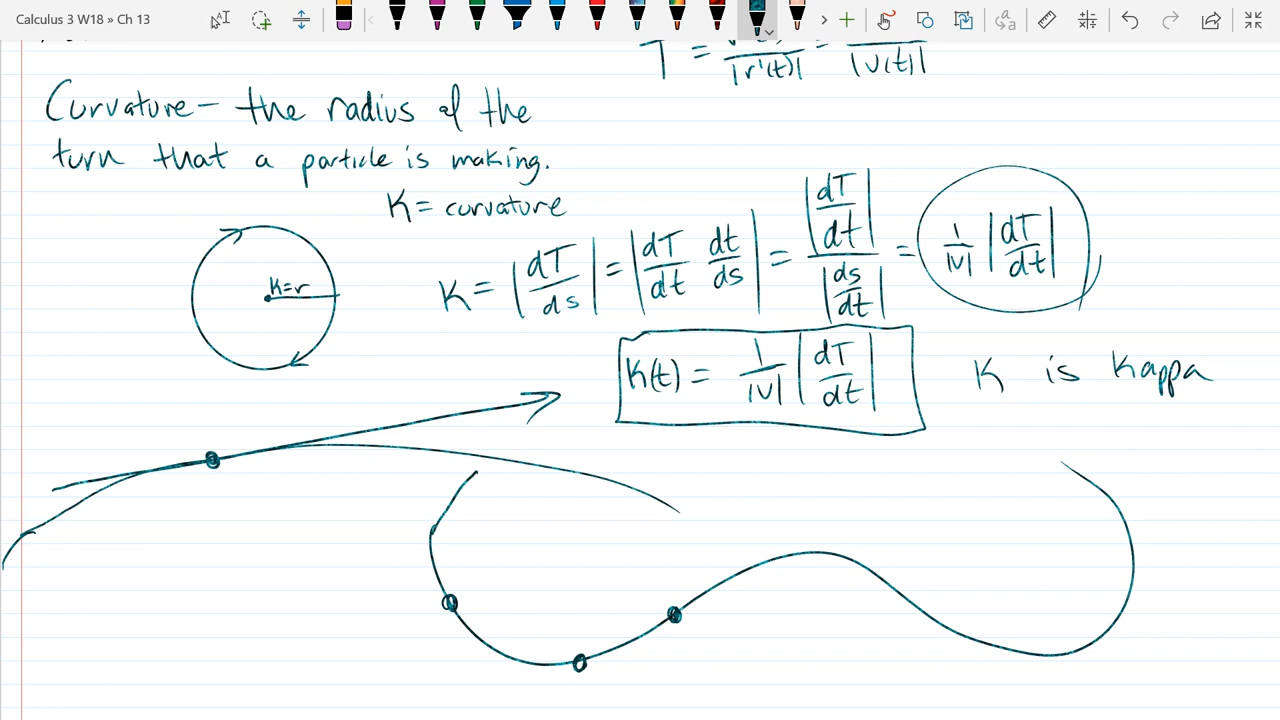 Calculus 3 W18 » Ch 13
T = / |r'(t)| = / |v(t)|
Curvature – the radius of the
turn that a particle is making.
K = curvature
K=r
K = |dT/ds| = |dT/dt dt/ds| = |dT/dt| / |ds/dt| = 1/|v| |dT/dt|
K(t) = 1/|v| |dT/dt|
K is Kappa